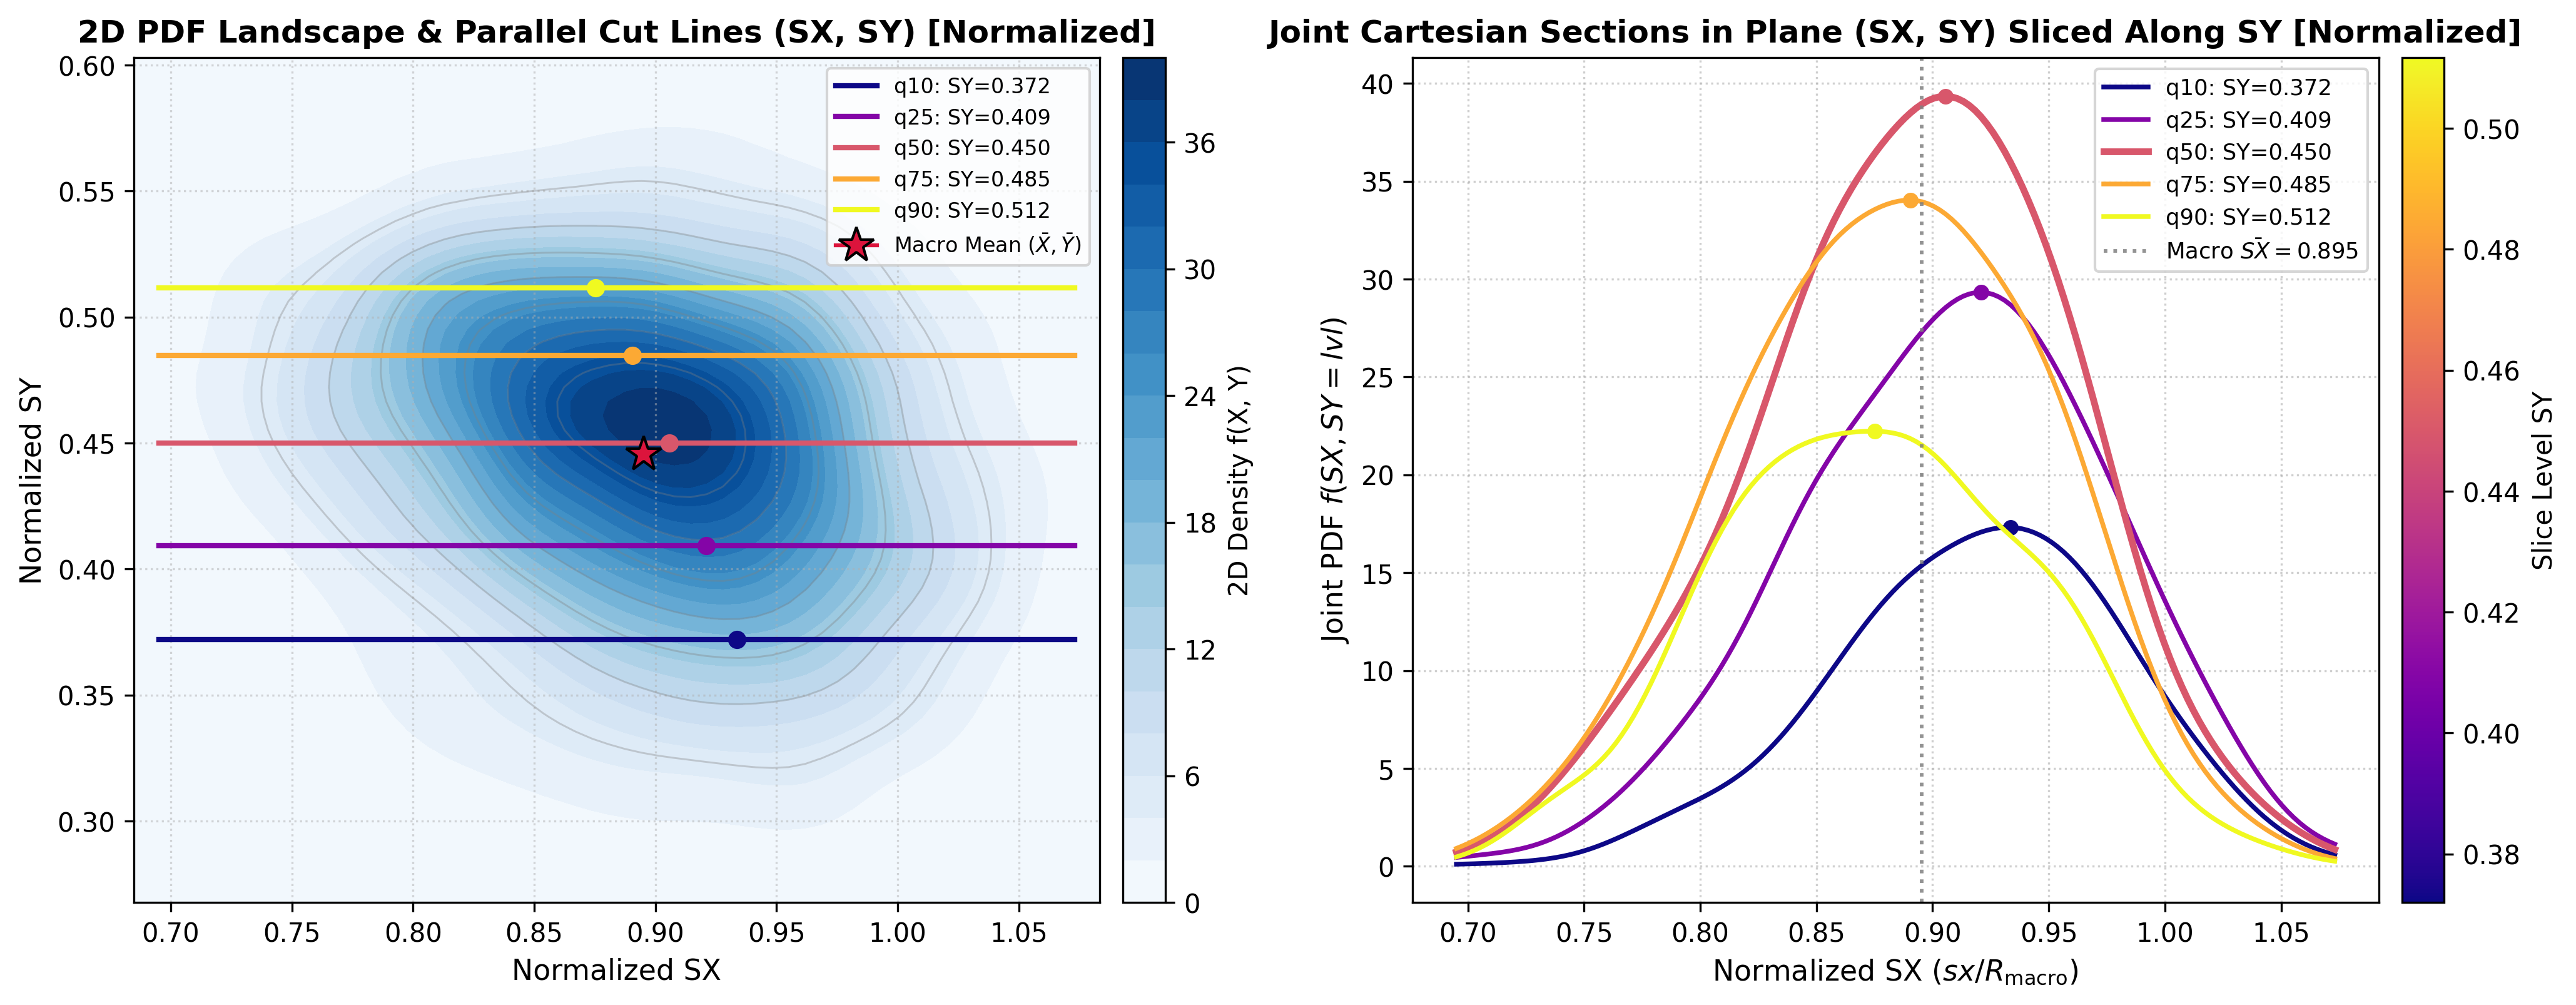 2D PDF Landscape & Parallel Cut Lines (SX, SY) [Normalized]
0.60
0.55
0.50
0.45
0.40
0.35
0.30
Normalized SY
0.70 0.75 0.80 0.85 0.90 0.95 1.00 1.05
Normalized SX
q10: SY=0.372
q25: SY=0.409
q50: SY=0.450
q75: SY=0.485
q90: SY=0.512
Macro Mean (X̄, Ȳ)
36
30
24
18
12
6
0
2D Density f(X, Y)
Joint Cartesian Sections in Plane (SX, SY) Sliced Along SY [Normalized]
40
35
30
25
20
15
10
5
0
Joint PDF f(SX, SY = lvl)
0.70 0.75 0.80 0.85 0.90 0.95 1.00 1.05
Normalized SX (sx/R_macro)
q10: SY=0.372
q25: SY=0.409
q50: SY=0.450
q75: SY=0.485
q90: SY=0.512
Macro SX̄ = 0.895
0.50
0.48
0.46
0.44
0.42
0.40
0.38
Slice Level SY